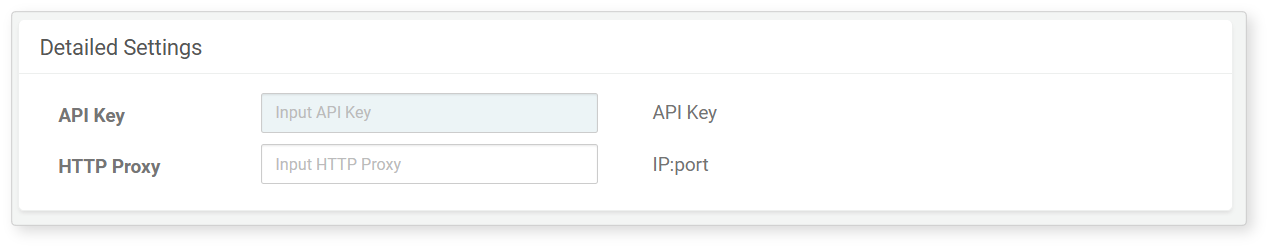 Detailed Settings
API Key Input API Key API Key
HTTP Proxy Input HTTP Proxy IP:port